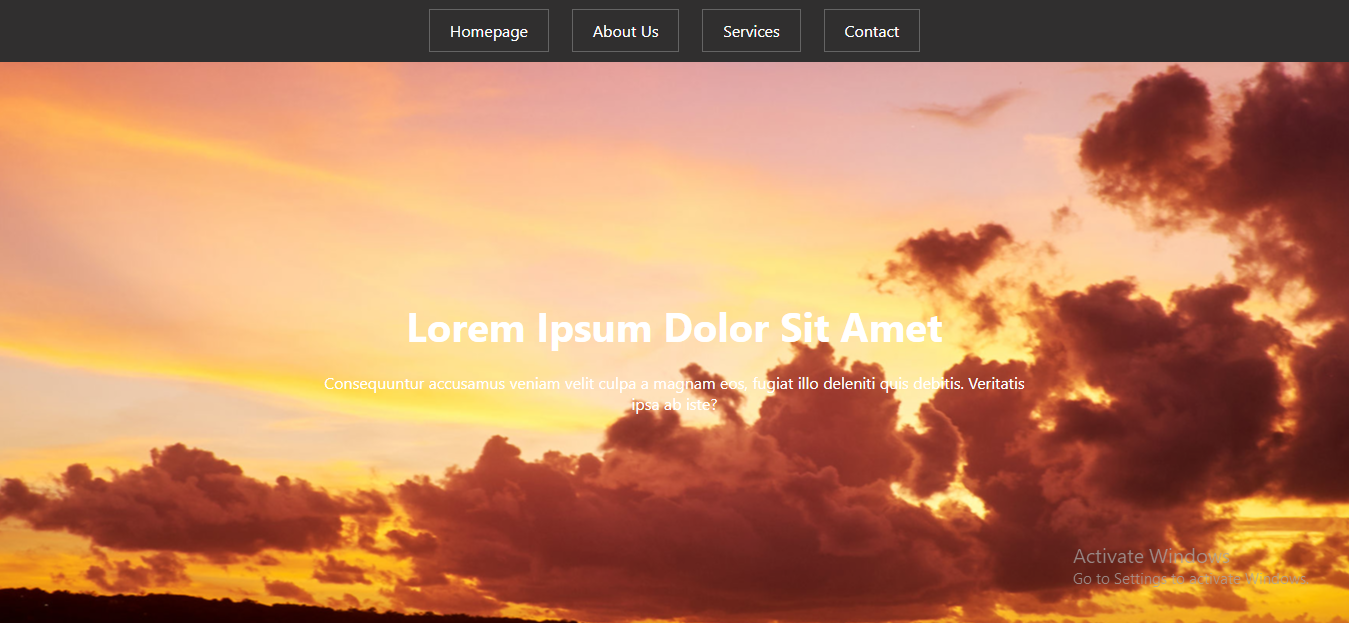 Homepage About Us Services Contact
Lorem Ipsum Dolor Sit Amet
Consequuntur accusamus veniam velit culpa a magnam eos, fugiat illo deleniti quis debitis. Veritatis
ipsa ab iste?
Activate Windows
Go to Settings to activate Windows.